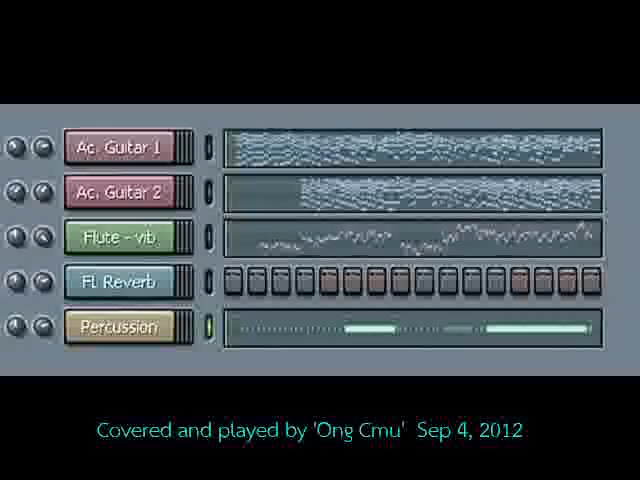 Ac. Guitar 1
Ac. Guitar 2
Flute - vib
Fl Reverb
Percussion
Covered and played by 'Ong Cmu' Sep 4, 2012